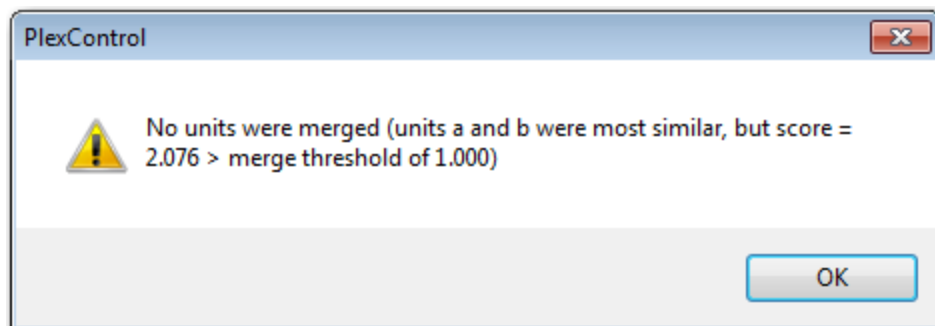 PlexControl
No units were merged (units a and b were most similar, but score =
2.076 > merge threshold of 1.000)
OK